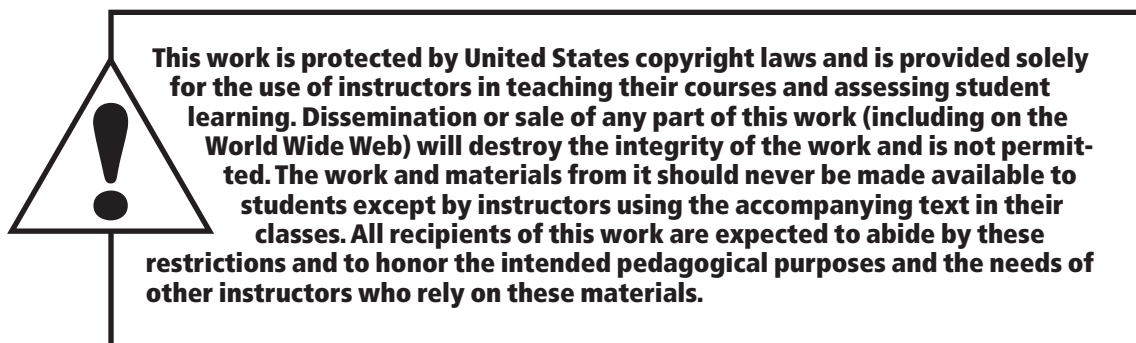 This work is protected by United States copyright laws and is provided solely
for the use of instructors in teaching their courses and assessing student
learning. Dissemination or sale of any part of this work (including on the
World Wide Web) will destroy the integrity of the work and is not permit-
ted. The work and materials from it should never be made available to
students except by instructors using the accompanying text in their
classes. All recipients of this work are expected to abide by these
restrictions and to honor the intended pedagogical purposes and the needs of
other instructors who rely on these materials.